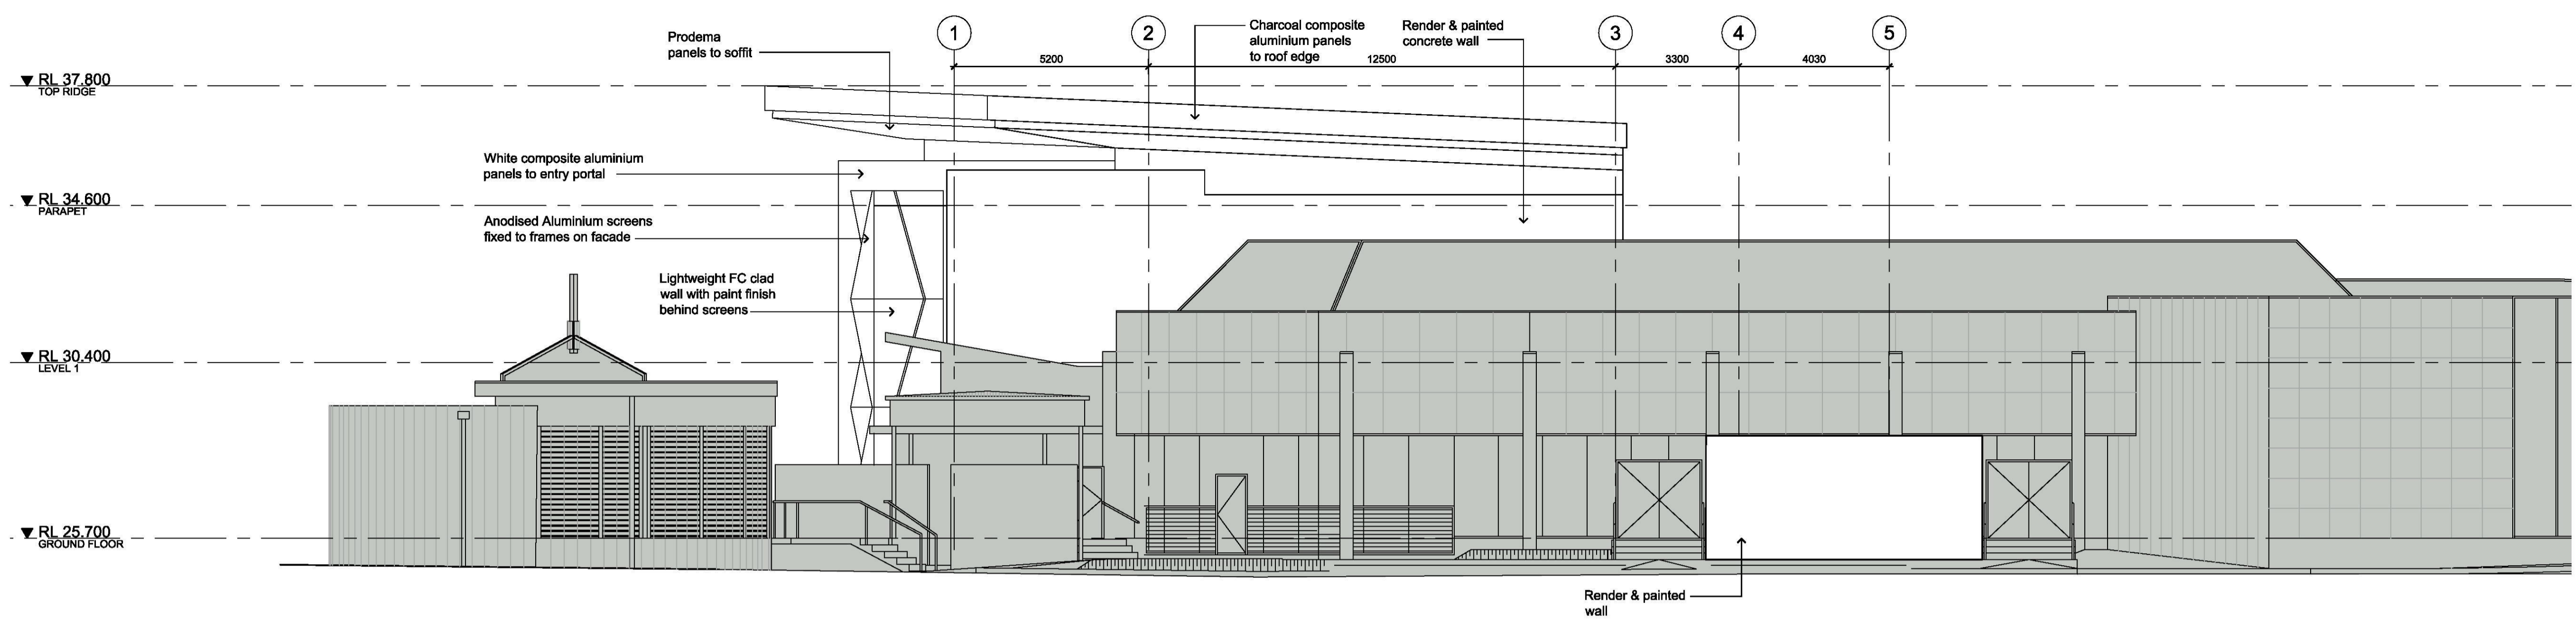 Prodema
panels to soffit
1
2
Charcoal composite
aluminium panels
to roof edge
Render & painted
concrete wall
3
4
5
5200
12500
3300
4030
RL 37.800
TOP RIDGE
White composite aluminium
panels to entry portal
RL 34.600
PARAPET
Anodised Aluminium screens
fixed to frames on facade
Lightweight FC clad
wall with paint finish
behind screens
RL 30.400
LEVEL 1
RL 25.700
GROUND FLOOR
Render & painted
wall